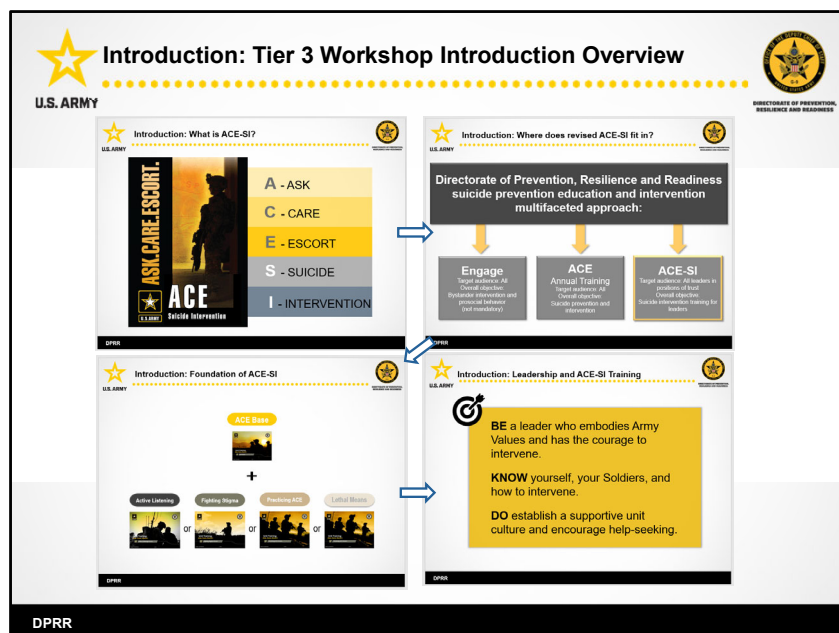 Introduction: Tier 3 Workshop Introduction Overview
U.S. ARMY
DIRECTORATE OF PREVENTION,
RESILIENCE AND READINESS
Introduction: What is ACE-SI?
U.S. ARMY
ASK.CARE.ESCORT.
ACE
Suicide Intervention
U.S. ARMY
A - ASK
C - CARE
E - ESCORT
S - SUICIDE
I - INTERVENTION
DPRR
Introduction: Where does revised ACE-SI fit in?
U.S. ARMY
Directorate of Prevention, Resilience and Readiness
suicide prevention education and intervention
multifaceted approach:
Engage
Target audience: All
Overall objective:
Bystander intervention and
prosocial behavior
(not mandatory)
ACE
Annual Training
Target audience: All
Overall objective:
Suicide prevention and
intervention
ACE-SI
Target audience: All leaders in
positions of trust
Overall objective:
Suicide intervention training for
leaders
DPRR
Introduction: Foundation of ACE-SI
U.S. ARMY
ACE Base
+
Active Listening
Fighting Stigma
Practicing ACE
Lethal Means
or
or
or
DPRR
Introduction: Leadership and ACE-SI Training
U.S. ARMY
BE a leader who embodies Army
Values and has the courage to
intervene.
KNOW yourself, your Soldiers, and
how to intervene.
DO establish a supportive unit
culture and encourage help-seeking.
DPRR
DPRR